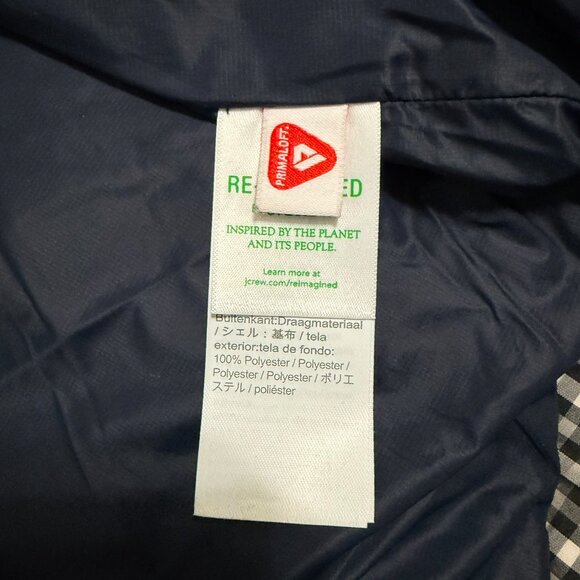 PRIMALOFT
INSPIRED BY THE PLANET
AND ITS PEOPLE.
Learn more at
jcrew.com/reimagined
Buitenkant:Draagmateriaal
/ シェル：基布 / tela
exterior:tela de fondo:
100% Polyester / Polyester /
Polyester / Polyester / ポリエ
ステル / poliéster